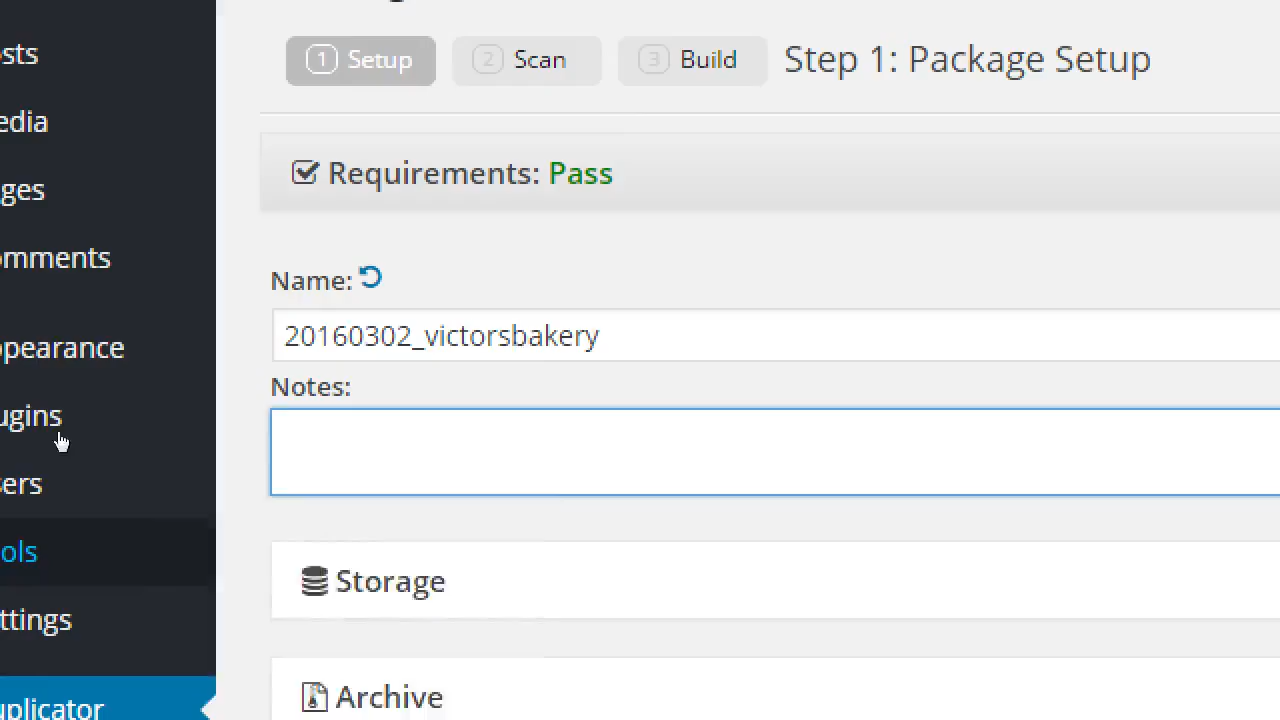 osts
edia
ges
omments
ppearance
ugins
sers
ols
ttings
uplicator
1 Setup
2 Scan
3 Build
Step 1: Package Setup
Requirements: Pass
Name:
20160302_victorsbakery
Notes:
Storage
Archive